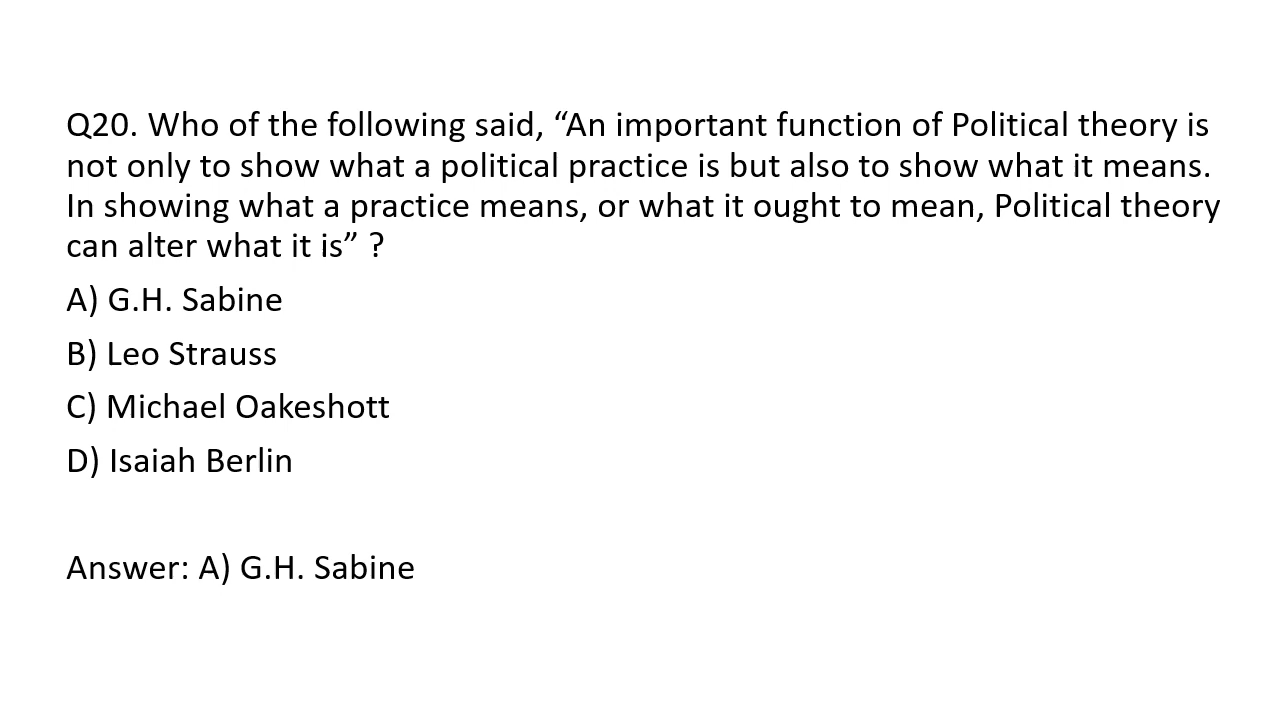 Q20. Who of the following said, “An important function of Political theory is
not only to show what a political practice is but also to show what it means.
In showing what a practice means, or what it ought to mean, Political theory
can alter what it is” ?
A) G.H. Sabine
B) Leo Strauss
C) Michael Oakeshott
D) Isaiah Berlin
Answer: A) G.H. Sabine